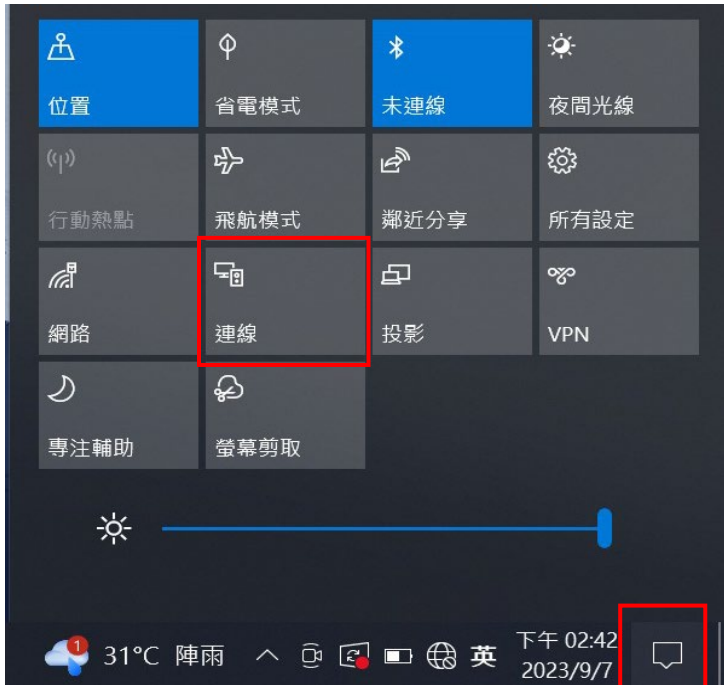 位置
省電模式
未連線
夜間光線
行動熱點
飛航模式
鄰近分享
所有設定
網路
連線
投影
VPN
專注輔助
螢幕剪取
1
31°C 陣雨
英
下午 02:42
2023/9/7